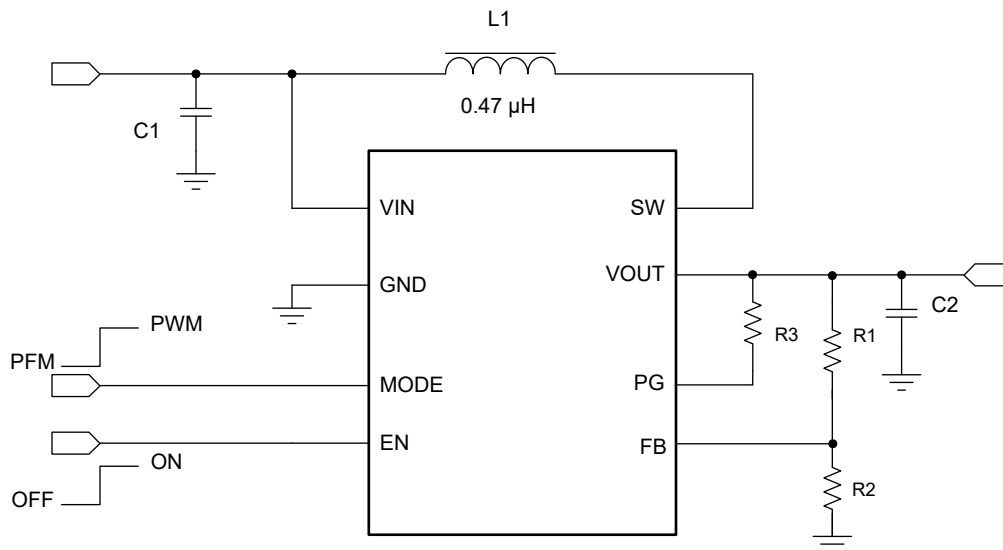 L1
0.47 µH
C1
VIN
SW
VOUT
GND
C2
PWM
R3
R1
PFM
MODE
PG
EN
FB
ON
R2
OFF